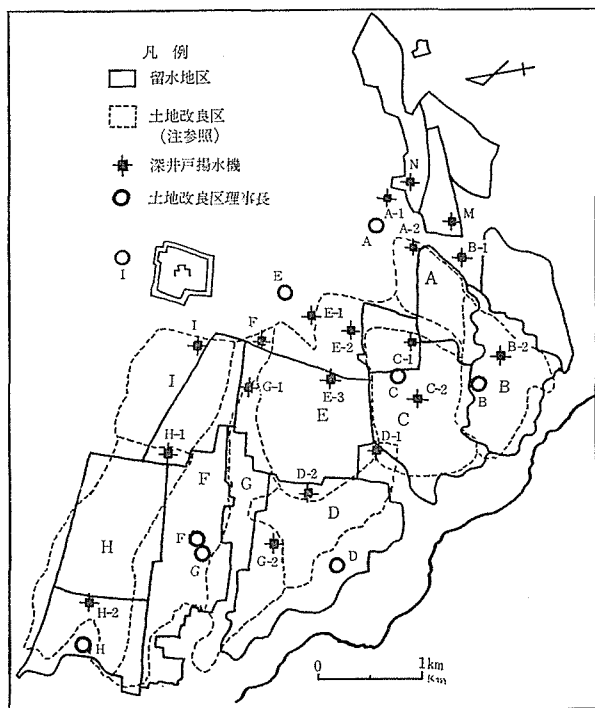 凡 例
留水地区
土地改良区
(注参照)
深井戸揚水機
土地改良区理事長
N
A-1
M
A
A-2
B-1
I
E
A
E-1
I
F
E-2
C-1
B-2
I
G-1
E-3
C
C-2
B
B
E
C
H-1
D-1
F
G
D-2
D
H
F
G
G-2
D
H-2
H
0
1km
Km